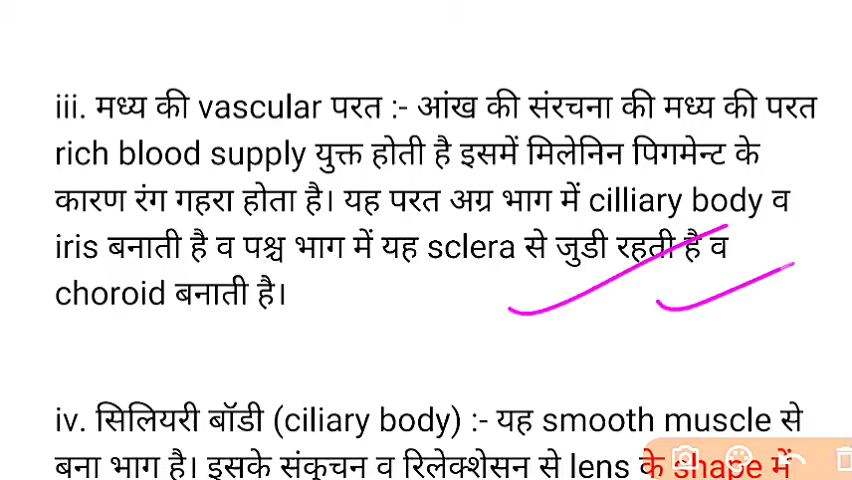 iii. मध्य की vascular परत :- आंख की संरचना की मध्य की परत
rich blood supply युक्त होती है इसमें मिलेनिन पिगमेन्ट के
कारण रंग गहरा होता है। यह परत अग्र भाग में cilliary body व
iris बनाती है व पश्च भाग में यह sclera से जुडी रहती है व
choroid बनाती है।
iv. सिलियरी बॉडी (ciliary body) :- यह smooth muscle से
बना भाग है। इसके संकुचन व रिलेक्शेसन से lens के shape में